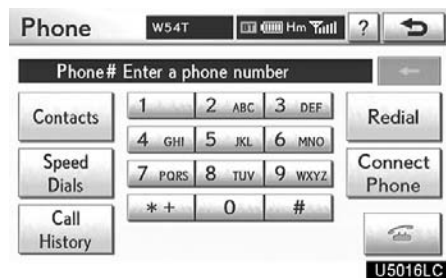 Phone W54T BT Hm ?
Phone# Enter a phone number
Contacts
1 2 ABC 3 DEF
Redial
4 GHI 5 JKL 6 MNO
Speed
Dials
7 PQRS 8 TUV 9 WXYZ
Connect
Phone
* + 0 #
Call
History
U5016LC